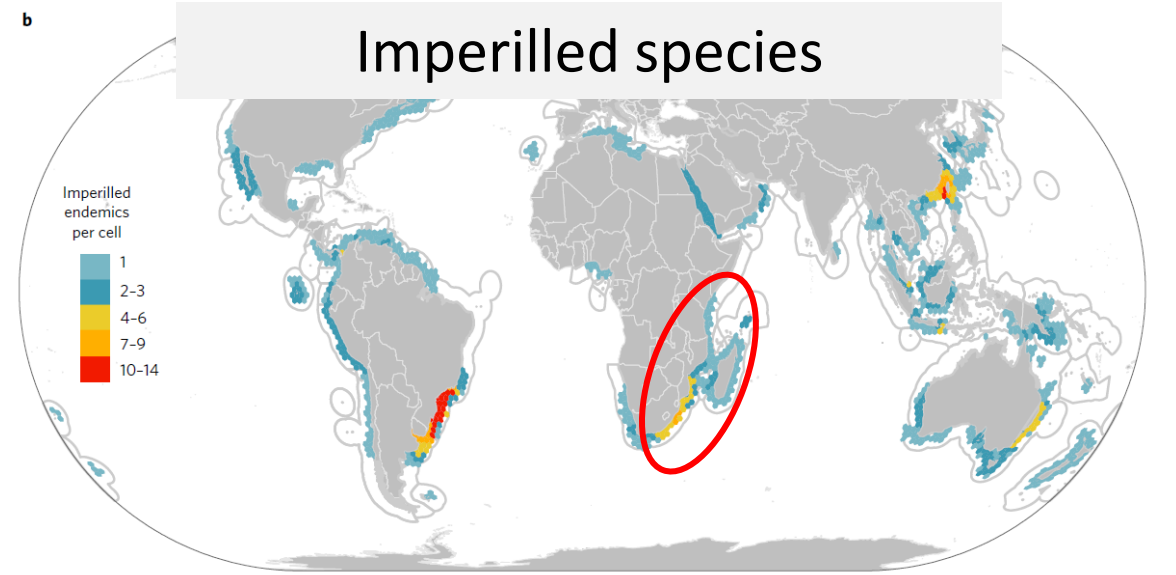 b
Imperilled species
Imperilled
endemics
per cell
1
2–3
4–6
7–9
10–14